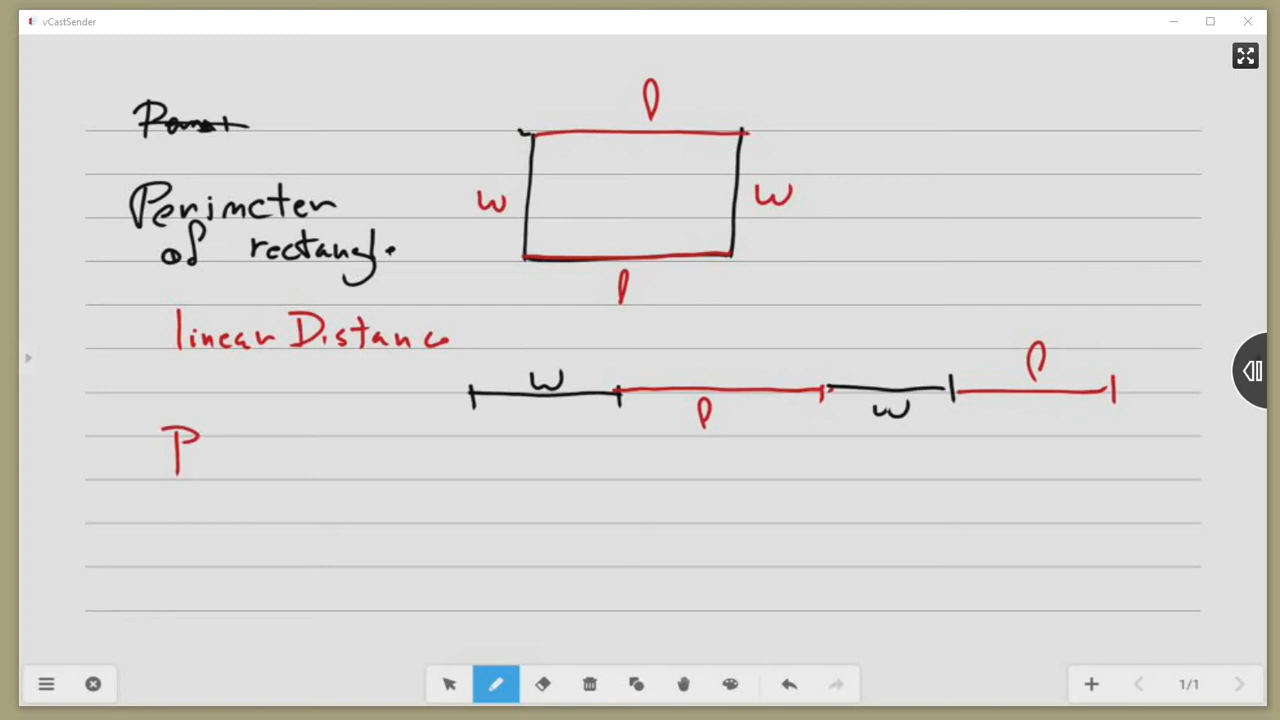 vCastSender
l
Perimeter
w
w
of rectangle
l
linear Distance
w
l
w
l
P
1/1